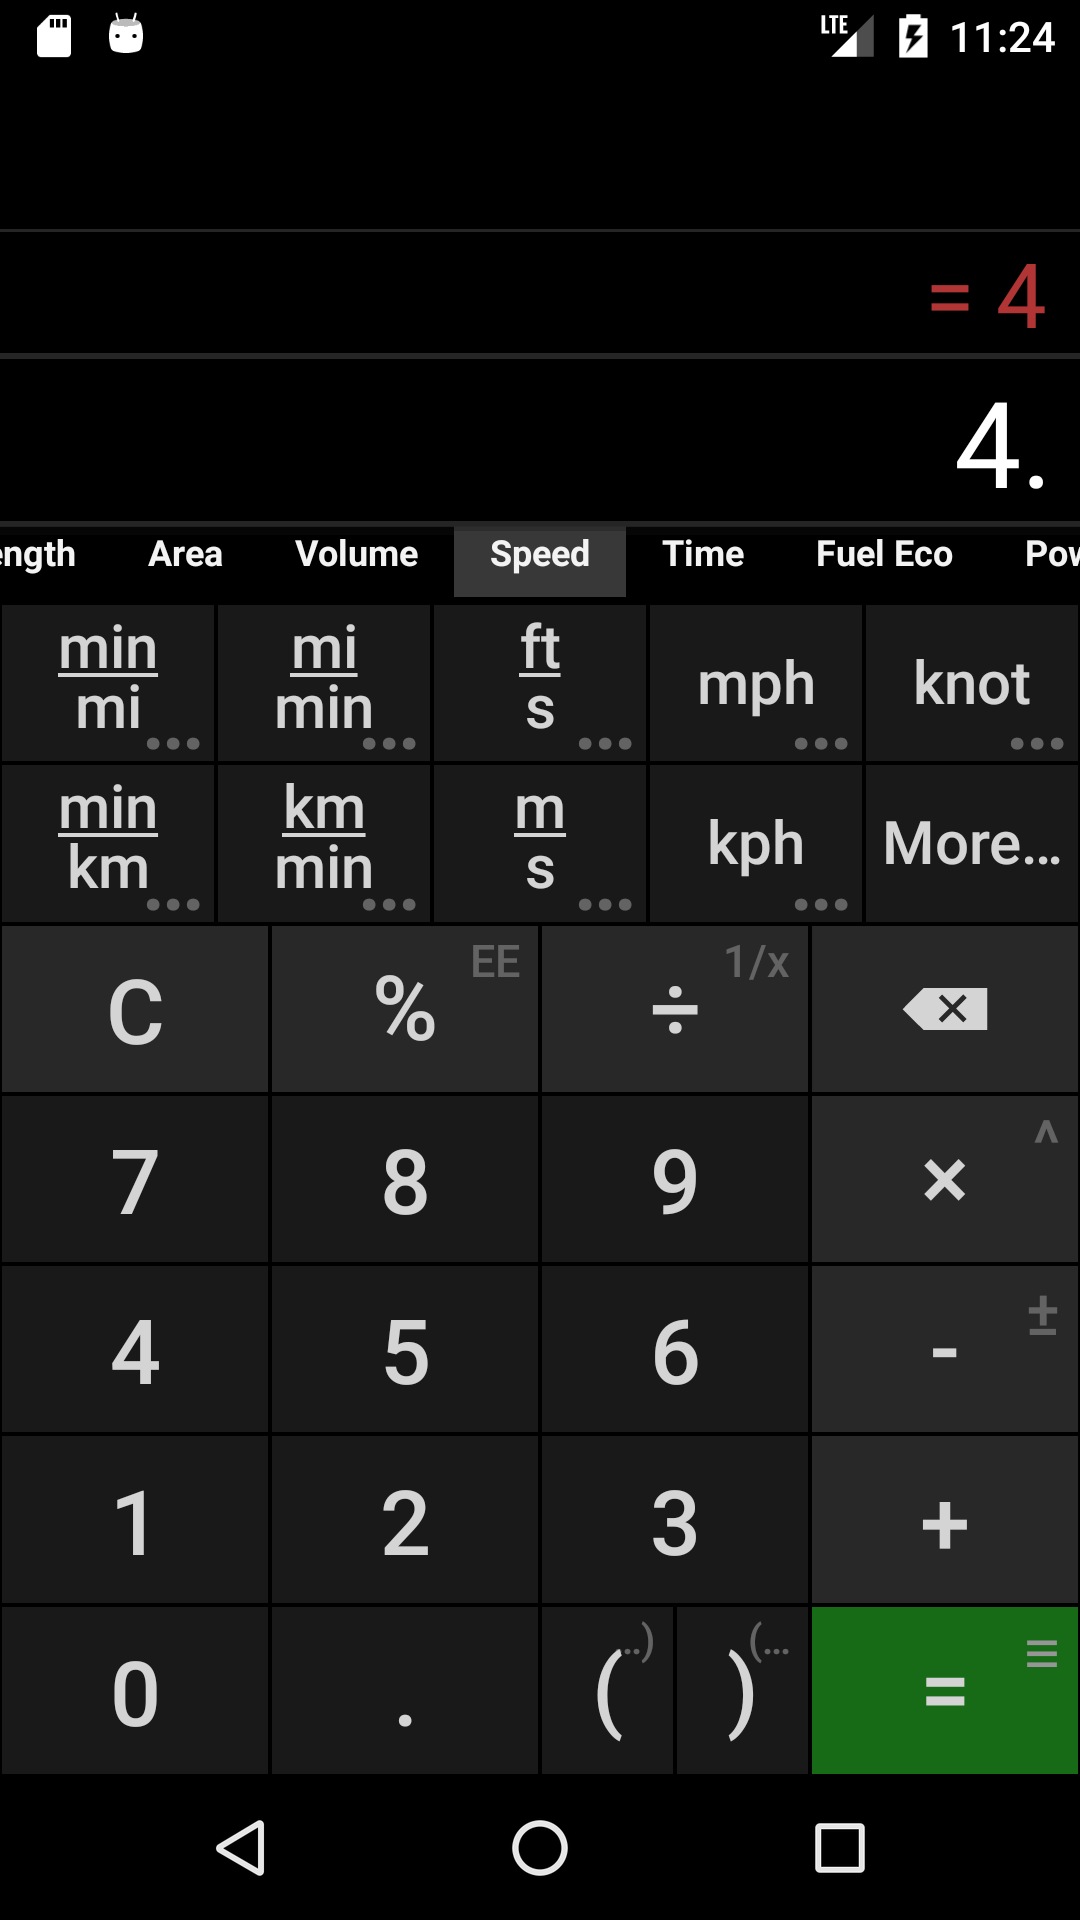 LTE 11:24
= 4
4.
ength Area Volume Speed Time Fuel Eco Pow
min mi ft mph knot
mi min s
min km m kph More...
km min s
C % EE ÷ 1/x
7 8 9 × ^
4 5 6 - ±
1 2 3 + 
0 . ( ..) ) (... =